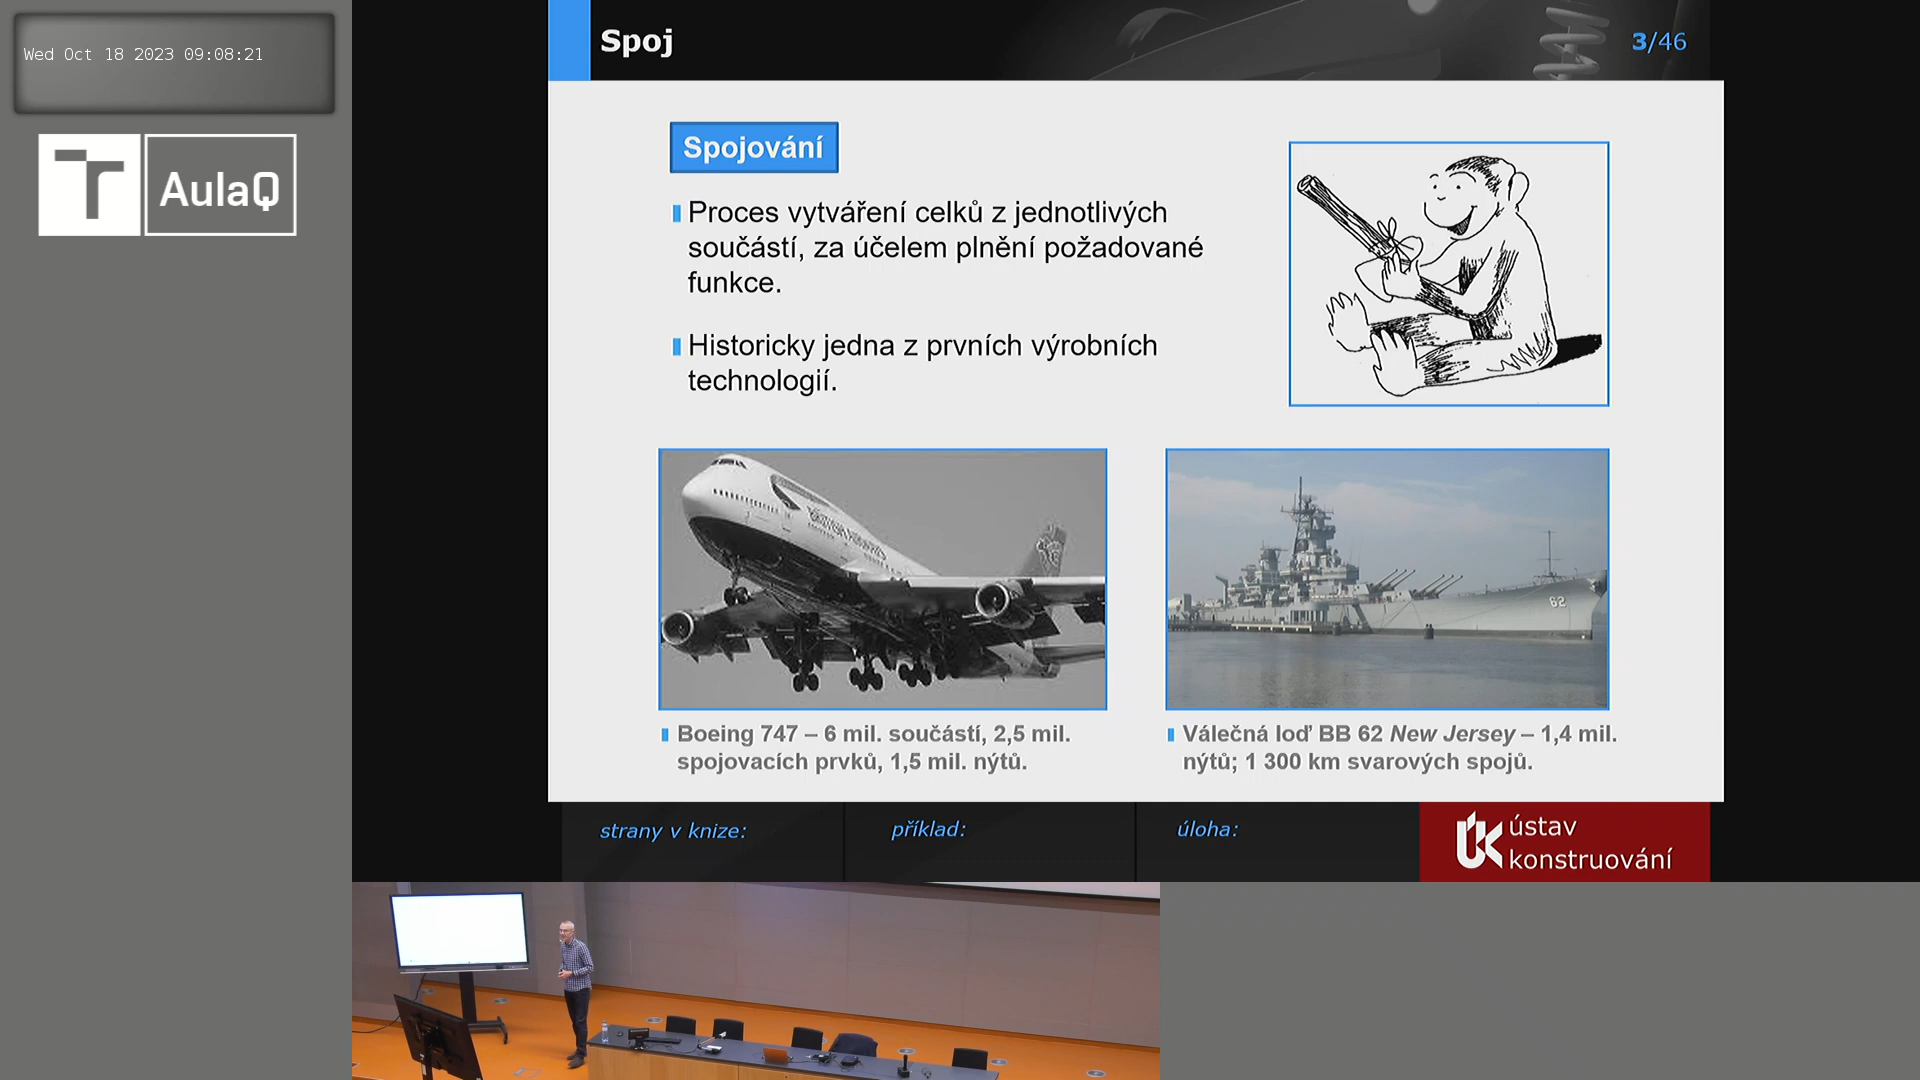 Wed Oct 18 2023 09:08:21
AulaQ
Spoj
3/46
Spojování
Proces vytváření celků z jednotlivých
součástí, za účelem plnění požadované
funkce.
Historicky jedna z prvních výrobních
technologií.
62
Boeing 747 – 6 mil. součástí, 2,5 mil.
spojovacích prvků, 1,5 mil. nýtů.
Válečná loď BB 62 New Jersey – 1,4 mil.
nýtů; 1 300 km svarových spojů.
strany v knize:
příklad:
úloha:
ústav
konstruování